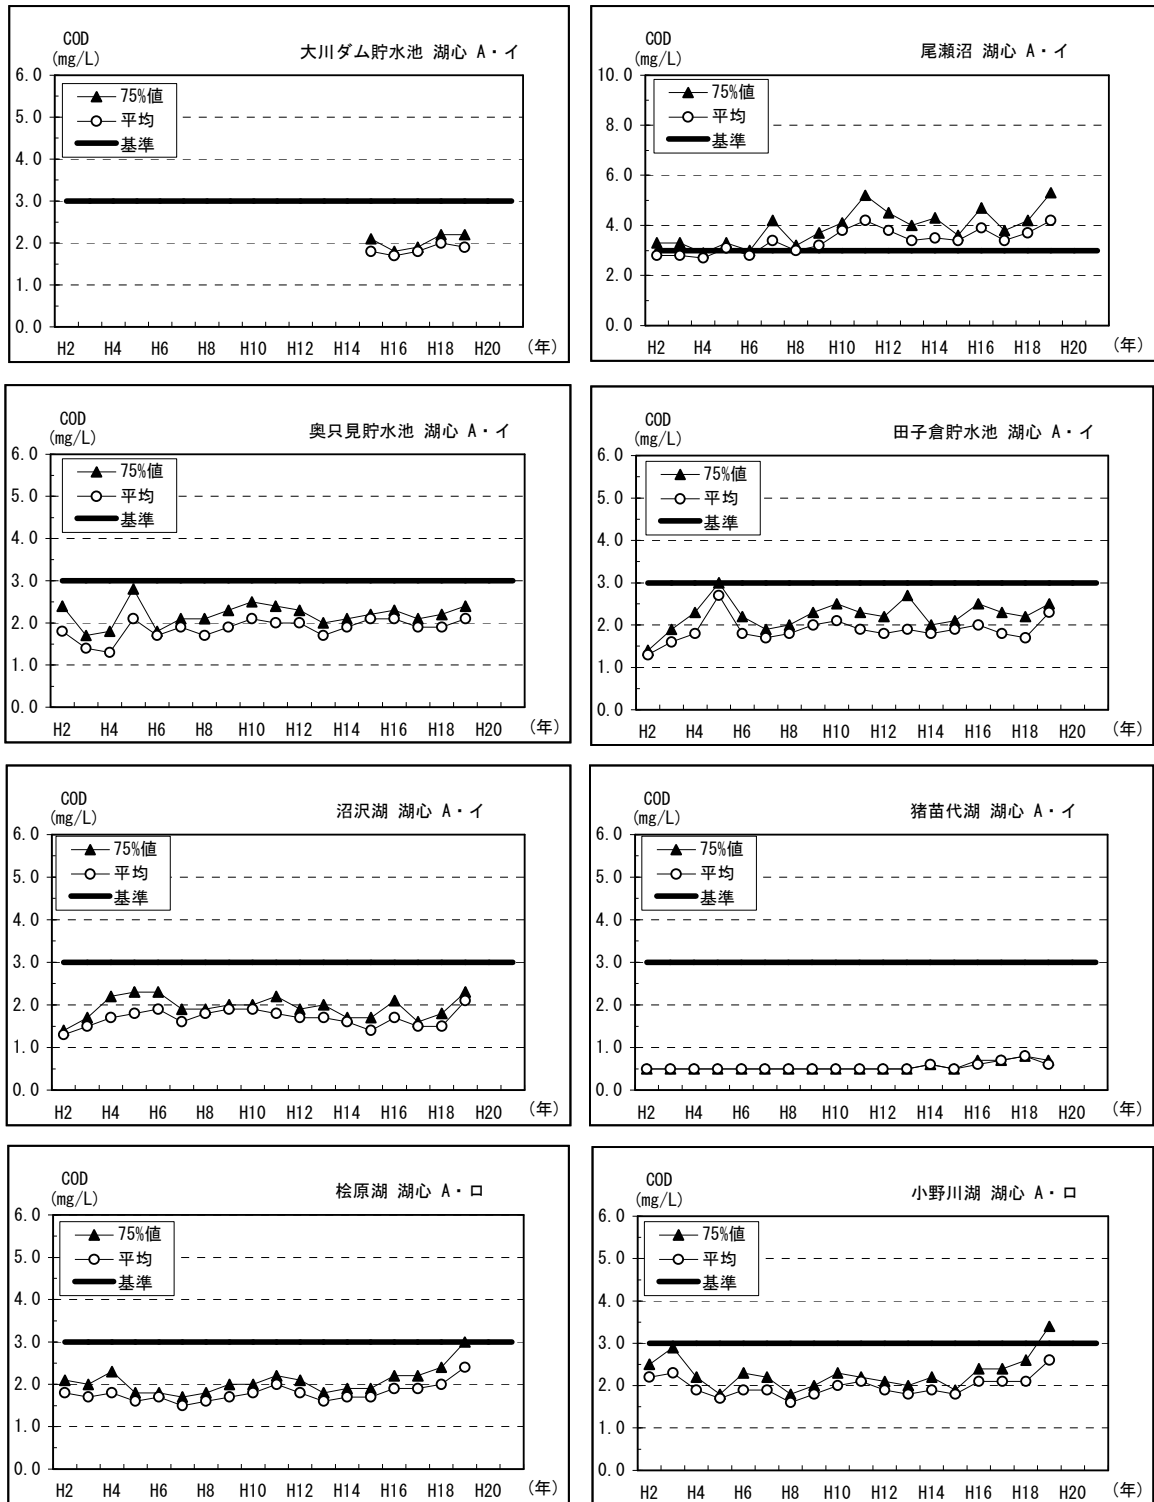 COD
(mg/L)
大川ダム貯水池 湖心 A・イ
6.0
5.0
4.0
3.0
2.0
1.0
0.0
75%値
平均
基準
H2 H4 H6 H8 H10 H12 H14 H16 H18 H20 (年)
COD
(mg/L)
尾瀬沼 湖心 A・イ
10.0
8.0
6.0
4.0
2.0
0.0
75%値
平均
基準
H2 H4 H6 H8 H10 H12 H14 H16 H18 H20 (年)
COD
(mg/L)
奥只見貯水池 湖心 A・イ
6.0
5.0
4.0
3.0
2.0
1.0
0.0
75%値
平均
基準
H2 H4 H6 H8 H10 H12 H14 H16 H18 H20 (年)
COD
(mg/L)
田子倉貯水池 湖心 A・イ
6.0
5.0
4.0
3.0
2.0
1.0
0.0
75%値
平均
基準
H2 H4 H6 H8 H10 H12 H14 H16 H18 H20 (年)
COD
(mg/L)
沼沢湖 湖心 A・イ
6.0
5.0
4.0
3.0
2.0
1.0
0.0
75%値
平均
基準
H2 H4 H6 H8 H10 H12 H14 H16 H18 H20 (年)
COD
(mg/L)
猪苗代湖 湖心 A・イ
6.0
5.0
4.0
3.0
2.0
1.0
0.0
75%値
平均
基準
H2 H4 H6 H8 H10 H12 H14 H16 H18 H20 (年)
COD
(mg/L)
桧原湖 湖心 A・ロ
6.0
5.0
4.0
3.0
2.0
1.0
0.0
75%値
平均
基準
H2 H4 H6 H8 H10 H12 H14 H16 H18 H20 (年)
COD
(mg/L)
小野川湖 湖心 A・ロ
6.0
5.0
4.0
3.0
2.0
1.0
0.0
75%値
平均
基準
H2 H4 H6 H8 H10 H12 H14 H16 H18 H20 (年)